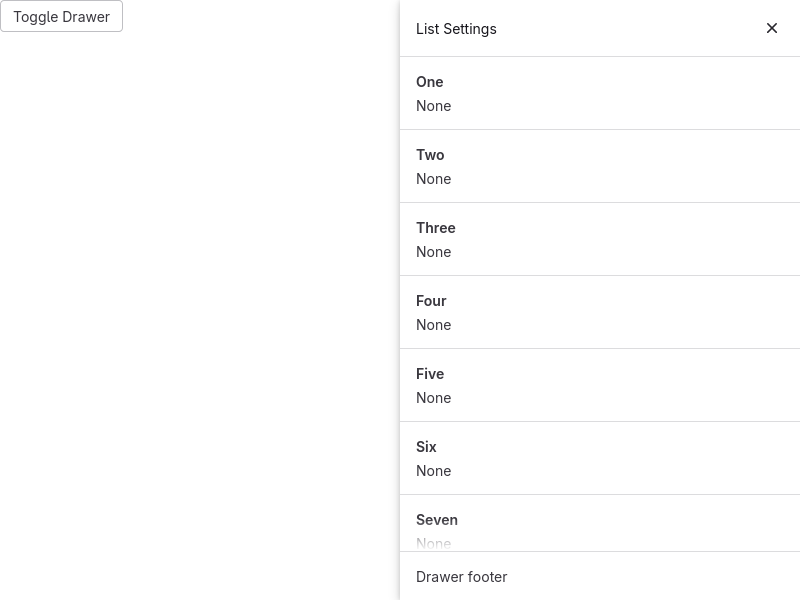 Toggle Drawer
List Settings
One
None
Two
None
Three
None
Four
None
Five
None
Six
None
Seven
None
Drawer footer